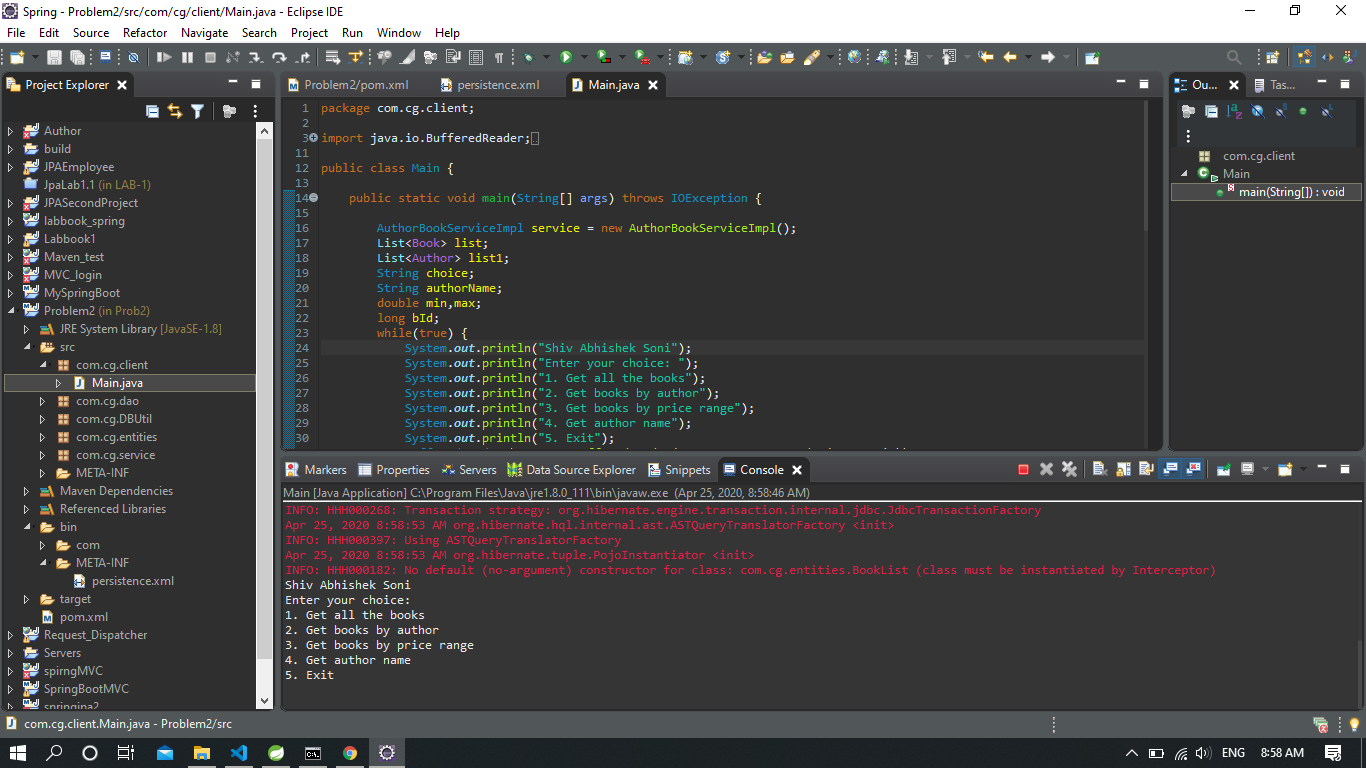 Spring - Problem2/src/com/cg/client/Main.java - Eclipse IDE
File Edit Source Refactor Navigate Search Project Run Window Help
Project Explorer
Author
build
JPAEmployee
JpaLab1.1 (in LAB-1)
JPASecondProject
labbook_spring
Labbook1
Maven_test
MVC_login
MySpringBoot
Problem2 (in Prob2)
JRE System Library [JavaSE-1.8]
src
com.cg.client
Main.java
com.cg.dao
com.cg.DBUtil
com.cg.entities
com.cg.service
META-INF
Maven Dependencies
Referenced Libraries
bin
com
META-INF
persistence.xml
target
pom.xml
Request_Dispatcher
Servers
spirngMVC
SpringBootMVC
springjpa2
Problem2/pom.xml persistence.xml Main.java
1 package com.cg.client;
2
3 import java.io.BufferedReader;
11
12 public class Main {
13
14 public static void main(String[] args) throws IOException {
15
16 AuthorBookServiceImpl service = new AuthorBookServiceImpl();
17 List<Book> list;
18 List<Author> list1;
19 String choice;
20 String authorName;
21 double min,max;
22 long bId;
23 while(true) {
24 System.out.println("Shiv Abhishek Soni");
25 System.out.println("Enter your choice: ");
26 System.out.println("1. Get all the books");
27 System.out.println("2. Get books by author");
28 System.out.println("3. Get books by price range");
29 System.out.println("4. Get author name");
30 System.out.println("5. Exit");
Ou... Tas...
com.cg.client
Main
main(String[]) : void
Markers Properties Servers Data Source Explorer Snippets Console
Main [Java Application] C:\Program Files\Java\jre1.8.0_111\bin\javaw.exe (Apr 25, 2020, 8:58:46 AM)
INFO: HHH000268: Transaction strategy: org.hibernate.engine.transaction.internal.jdbc.JdbcTransactionFactory
Apr 25, 2020 8:58:53 AM org.hibernate.hql.internal.ast.ASTQueryTranslatorFactory <init>
INFO: HHH000397: Using ASTQueryTranslatorFactory
Apr 25, 2020 8:58:53 AM org.hibernate.tuple.PojoInstantiator <init>
INFO: HHH000182: No default (no-argument) constructor for class: com.cg.entities.BookList (class must be instantiated by Interceptor)
Shiv Abhishek Soni
Enter your choice:
1. Get all the books
2. Get books by author
3. Get books by price range
4. Get author name
5. Exit
com.cg.client.Main.java - Problem2/src
ENG 8:58 AM